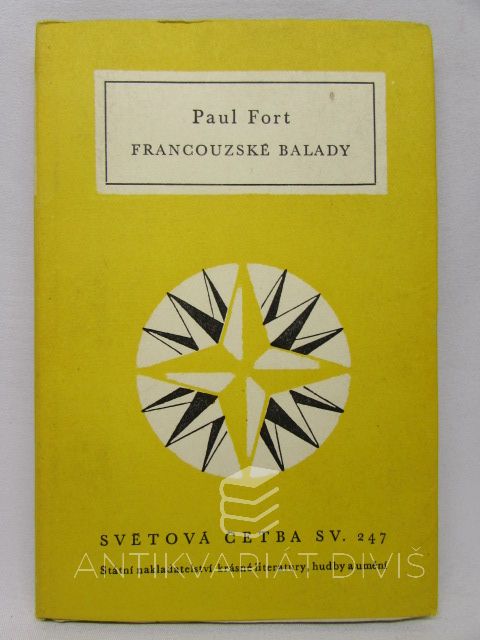 Paul Fort
FRANCOUZSKÉ BALADY
SVĚTOVÁ ČETBA SV. 247
ANTIKVARIÁT DIVIŠ
Státní nakladatelství krásné literatury, hudby a umění